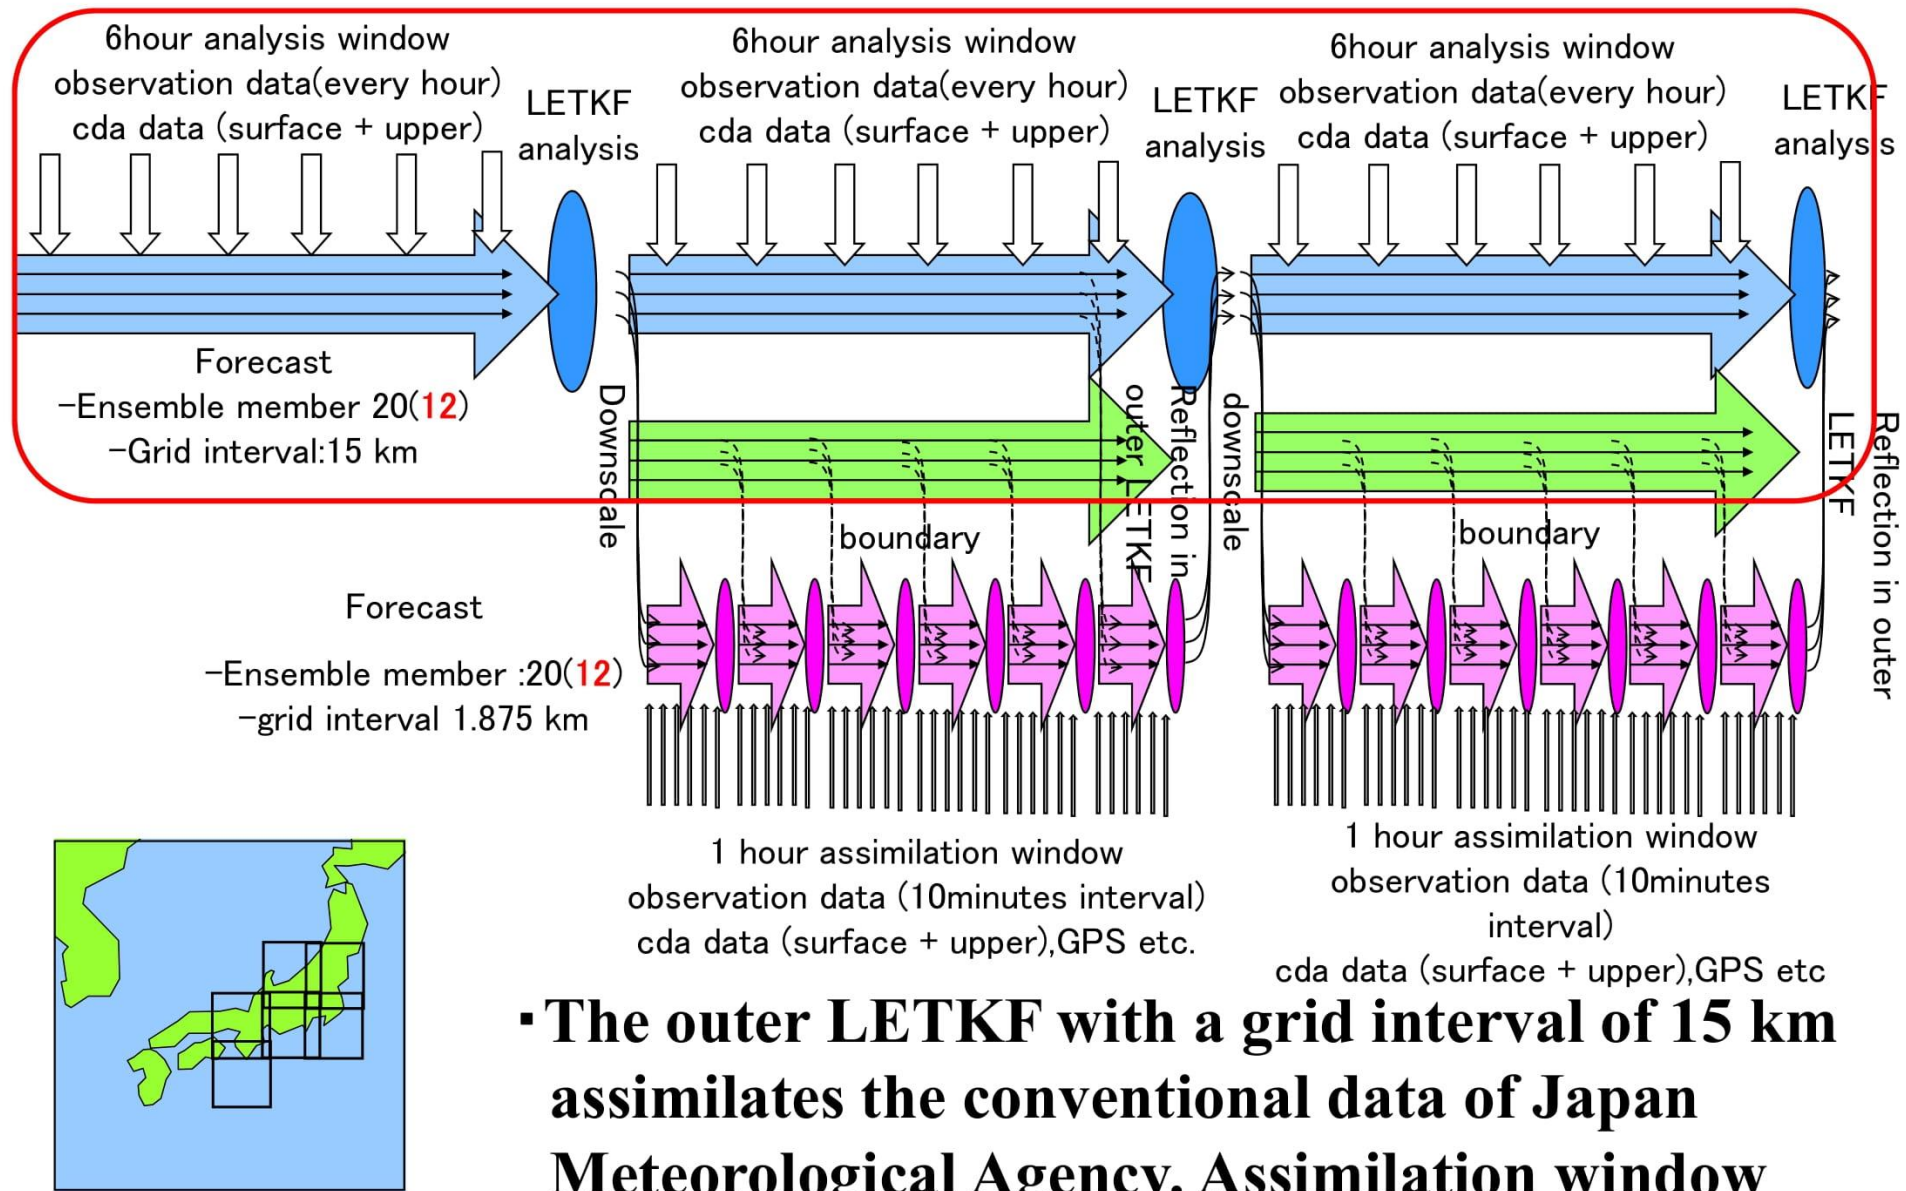 6hour analysis window
observation data(every hour)
cda data (surface + upper)
LETKF
analysis
6hour analysis window
observation data(every hour)
cda data (surface + upper)
LETKF
analysis
6hour analysis window
observation data(every hour)
cda data (surface + upper)
LETKF
analysis
Forecast
-Ensemble member 20(12)
-Grid interval:15 km
Downscale
Reflection in
outer LETKF
downscale
Reflection in outer
LETKF
boundary
boundary
Forecast
-Ensemble member :20(12)
-grid interval 1.875 km
1 hour assimilation window
observation data (10minutes interval)
cda data (surface + upper),GPS etc.
1 hour assimilation window
observation data (10minutes
interval)
cda data (surface + upper),GPS etc
▪The outer LETKF with a grid interval of 15 km
assimilates the conventional data of Japan
Meteorological Agency. Assimilation window